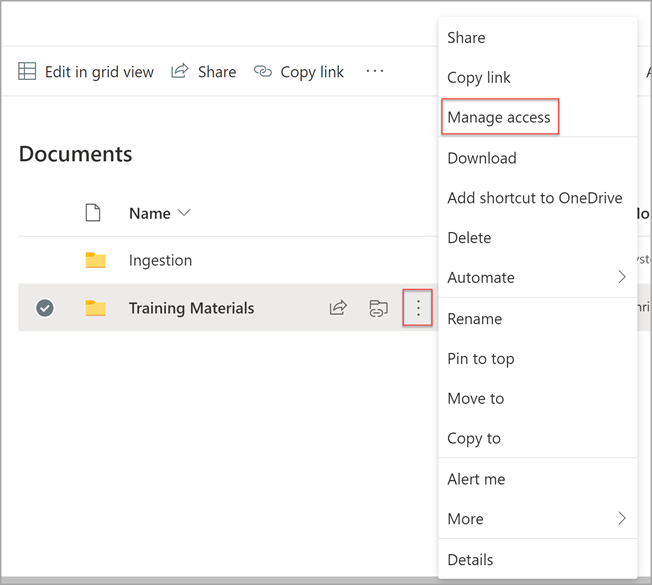 Edit in grid view Share Copy link ...
Documents
Name
Ingestion
Training Materials
Share
Copy link
Manage access
Download
Add shortcut to OneDrive
Delete
Automate
Rename
Pin to top
Move to
Copy to
Alert me
More
Details